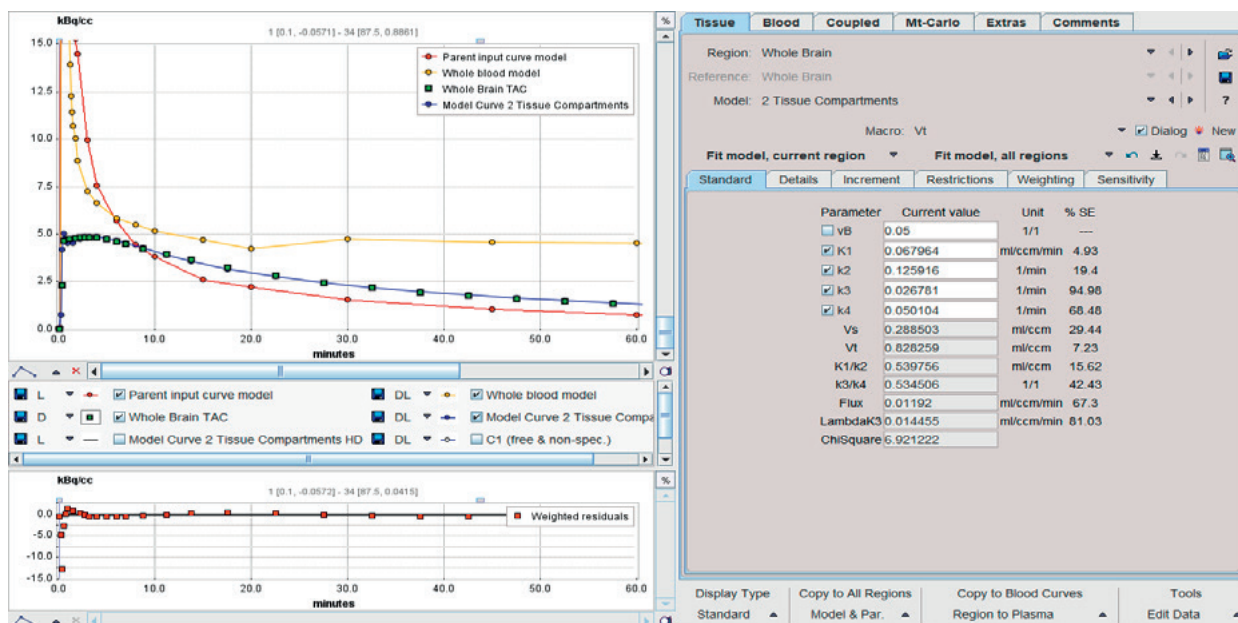 kBq/cc
1 [0.1, -0.0571] - 34 [87.5, 0.8861]
%
15.0
12.5
10.0
7.5
5.0
2.5
0.0
Parent input curve model
Whole blood model
Whole Brain TAC
Model Curve 2 Tissue Compartments
0.0 10.0 20.0 30.0 40.0 50.0 60.0
minutes
L Parent input curve model DL Whole blood model
D Whole Brain TAC DL Model Curve 2 Tissue Compa
L Model Curve 2 Tissue Compartments HD DL C1 (free & non-spec.)
kBq/cc
1 [0.1, -0.0572] - 34 [87.5, 0.0415]
%
0.0
-5.0
-10.0
-15.0
Weighted residuals
0.0 10.0 20.0 30.0 40.0 50.0 60.0
minutes
Tissue Blood Coupled Mt-Carlo Extras Comments
Region: Whole Brain
Reference: Whole Brain
Model: 2 Tissue Compartments ?
Macro: Vt Dialog New
Fit model, current region Fit model, all regions
Standard Details Increment Restrictions Weighting Sensitivity
Parameter Current value Unit % SE
vB 0.05 1/1 ---
K1 0.067964 ml/ccm/min 4.93
k2 0.125916 1/min 19.4
k3 0.026781 1/min 94.98
k4 0.050104 1/min 68.48
Vs 0.288503 ml/ccm 29.44
Vt 0.828259 ml/ccm 7.23
K1/k2 0.539756 ml/ccm 15.62
k3/k4 0.534506 1/1 42.43
Flux 0.01192 ml/ccm/min 67.3
LambdaK3 0.014455 ml/ccm/min 81.03
ChiSquare 6.921222
Display Type Copy to All Regions Copy to Blood Curves Tools
Standard Model & Par. Region to Plasma Edit Data